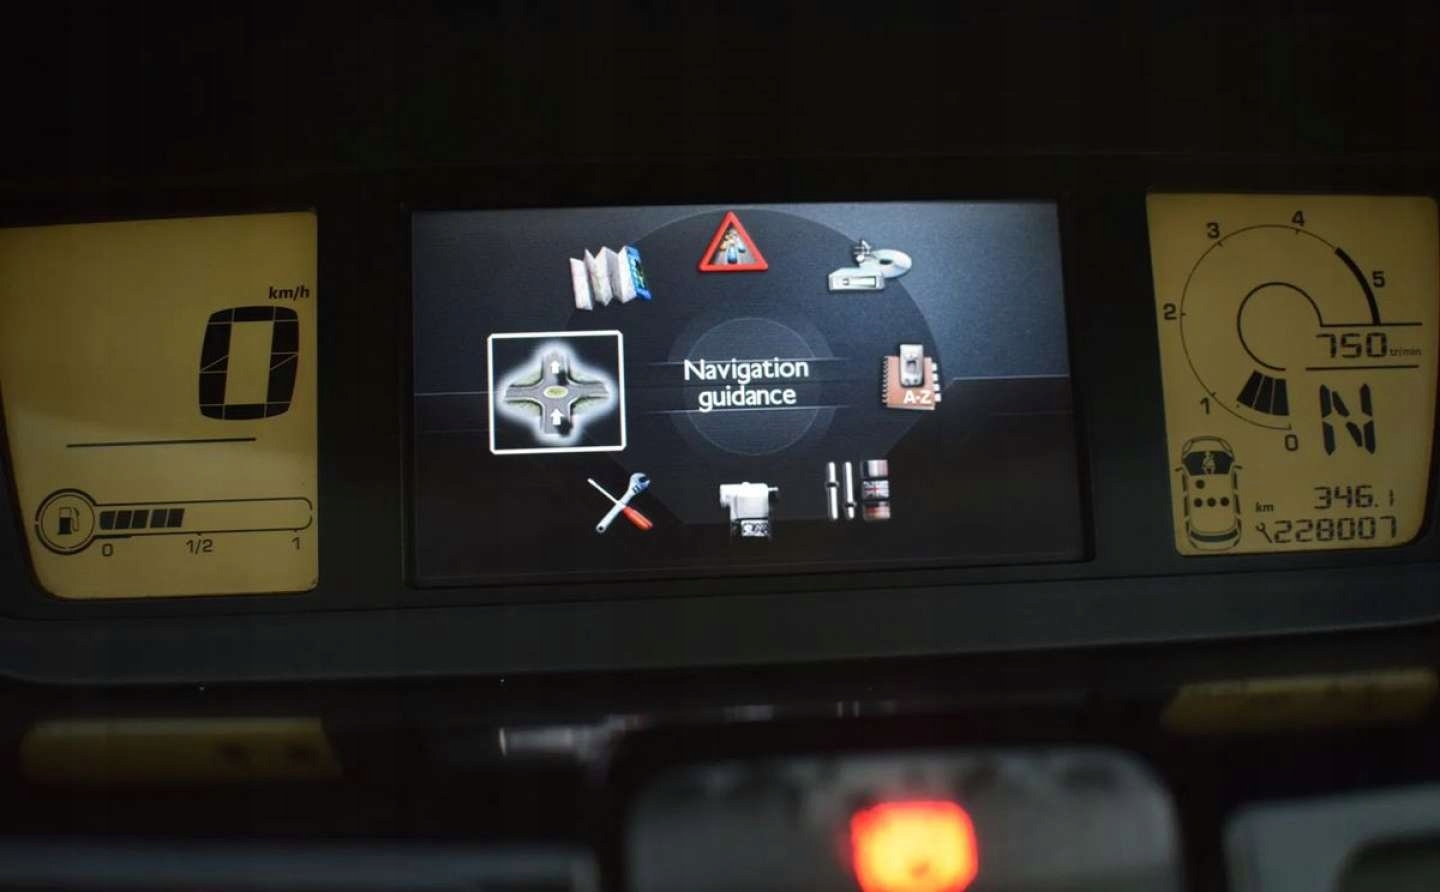 km/h
0
0
1/2
1
Navigation
guidance
A-Z
0
1
2
3
4
5
750 tr/min
N
km 346.1
228007